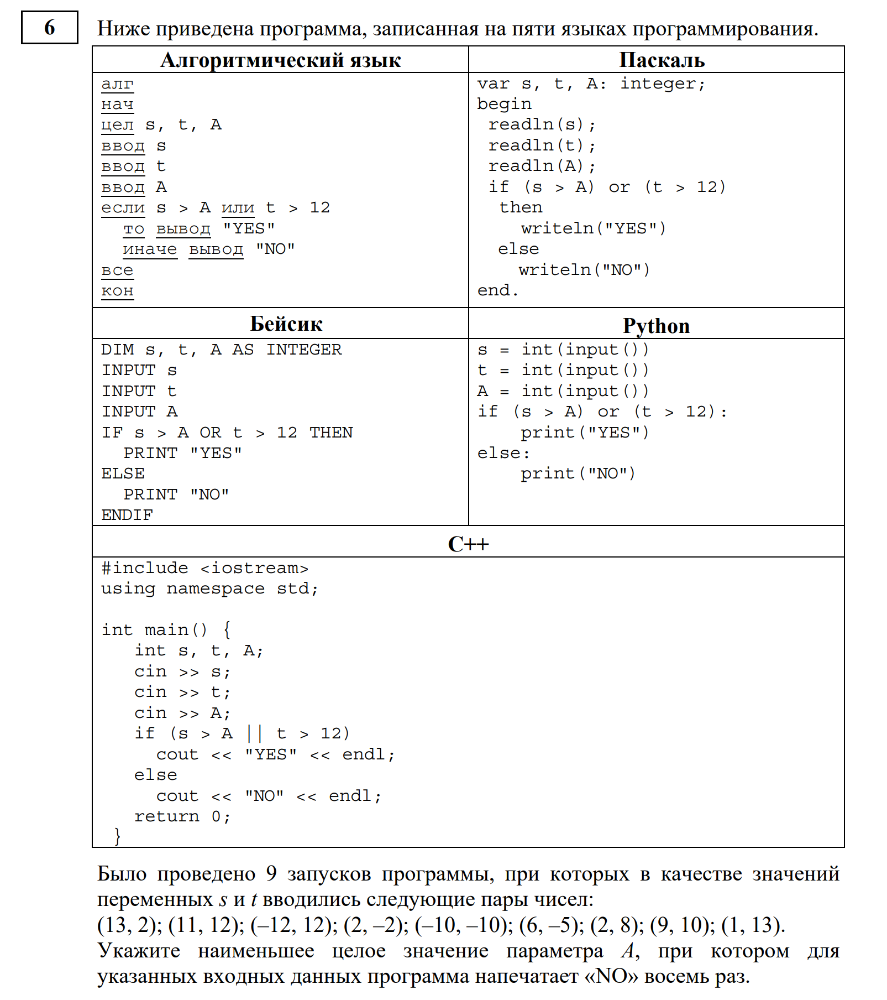 6
Ниже приведена программа, записанная на пяти языках программирования.
Алгоритмический язык
алг
нач
цел s, t, A
ввод s
ввод t
ввод A
если s > A или t > 12
то вывод "YES"
иначе вывод "NO"
все
кон
Паскаль
var s, t, A: integer;
begin
readln(s);
readln(t);
readln(A);
if (s > A) or (t > 12)
then
writeln("YES")
else
writeln("NO")
end.
Бейсик
DIM s, t, A AS INTEGER
INPUT s
INPUT t
INPUT A
IF s > A OR t > 12 THEN
PRINT "YES"
ELSE
PRINT "NO"
ENDIF
Python
s = int(input())
t = int(input())
A = int(input())
if (s > A) or (t > 12):
print("YES")
else:
print("NO")
C++
#include <iostream>
using namespace std;
int main() {
int s, t, A;
cin >> s;
cin >> t;
cin >> A;
if (s > A || t > 12)
cout << "YES" << endl;
else
cout << "NO" << endl;
return 0;
}
Было проведено 9 запусков программы, при которых в качестве значений
переменных s и t вводились следующие пары чисел:
(13, 2); (11, 12); (–12, 12); (2, –2); (–10, –10); (6, –5); (2, 8); (9, 10); (1, 13).
Укажите наименьшее целое значение параметра A, при котором для
указанных входных данных программа напечатает «NO» восемь раз.